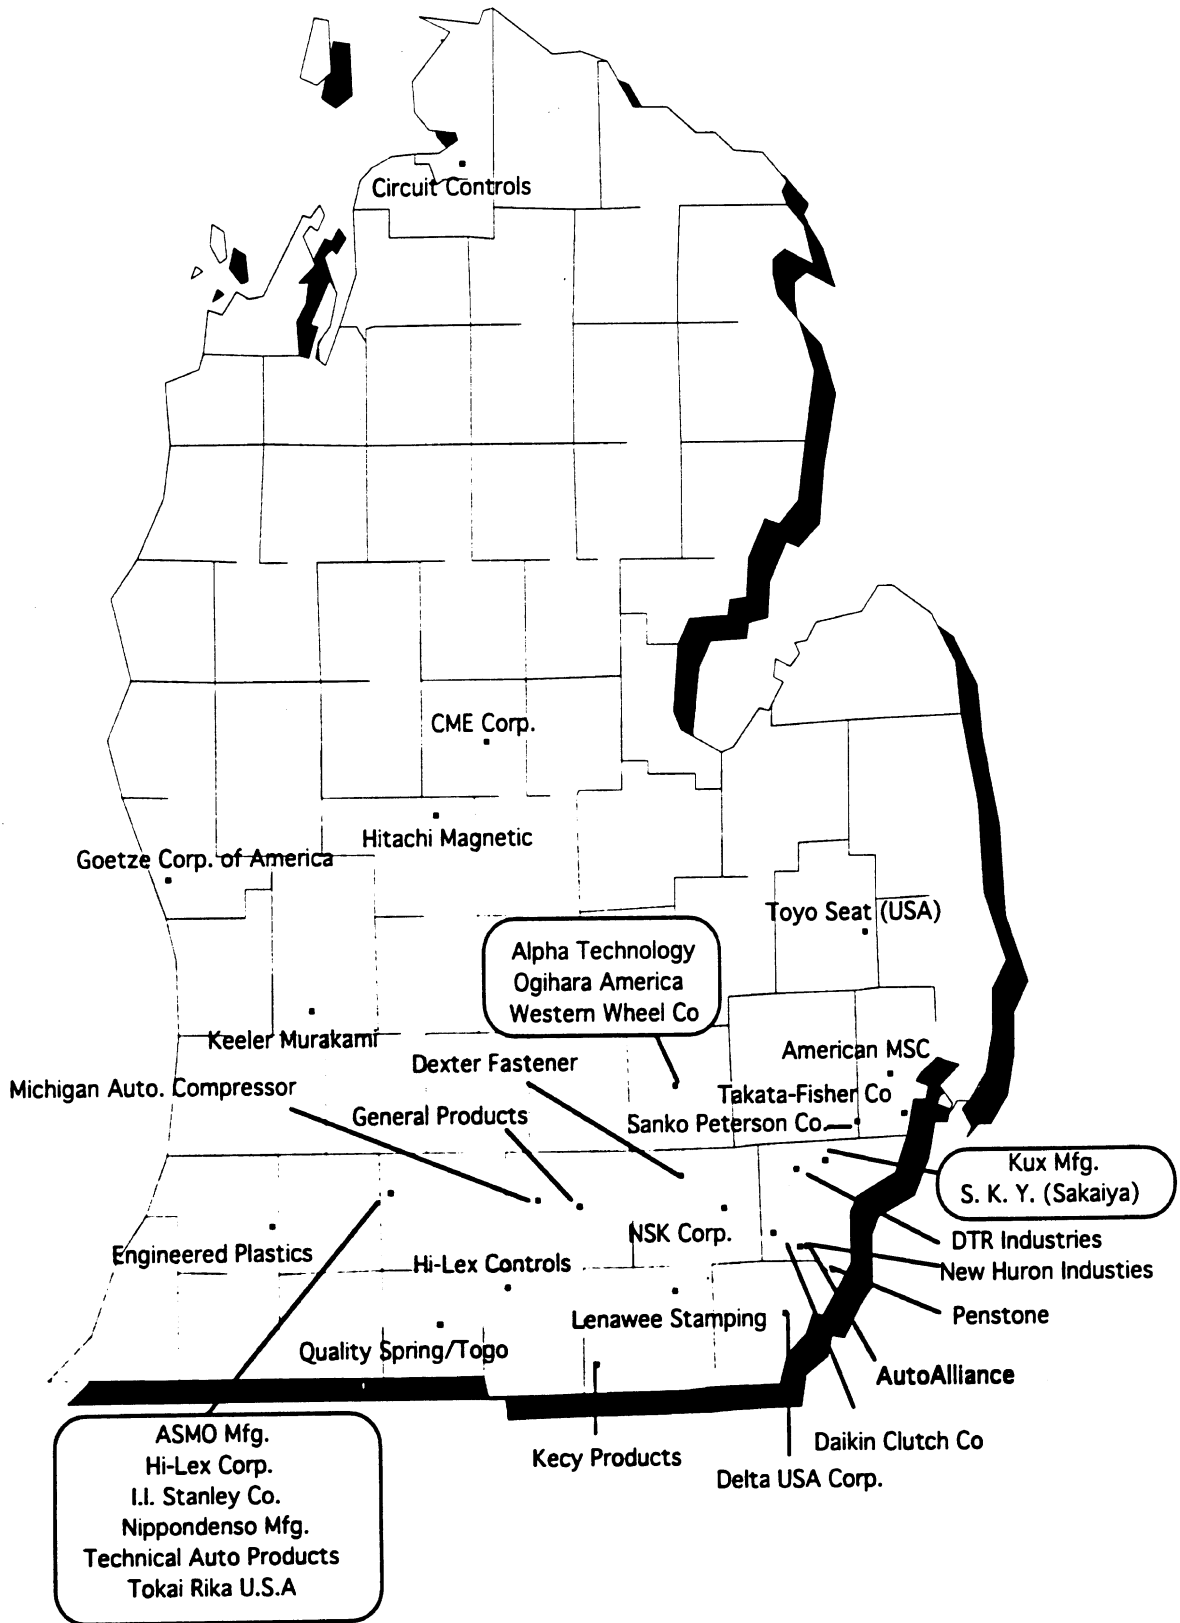 Circuit Controls
CME Corp.
Hitachi Magnetic
Goetze Corp. of America
Toyo Seat (USA)
Alpha Technology
Ogihara America
Western Wheel Co
Keeler Murakami
American MSC
Dexter Fastener
Michigan Auto. Compressor
Takata-Fisher Co
General Products
Sanko Peterson Co.
Kux Mfg.
S. K. Y. (Sakaiya)
NSK Corp.
DTR Industries
Engineered Plastics
Hi-Lex Controls
New Huron Industies
Lenawee Stamping
Penstone
Quality Spring/Togo
AutoAlliance
ASMO Mfg.
Hi-Lex Corp.
I.I. Stanley Co.
Nippondenso Mfg.
Technical Auto Products
Tokai Rika U.S.A
Kecy Products
Daikin Clutch Co
Delta USA Corp.